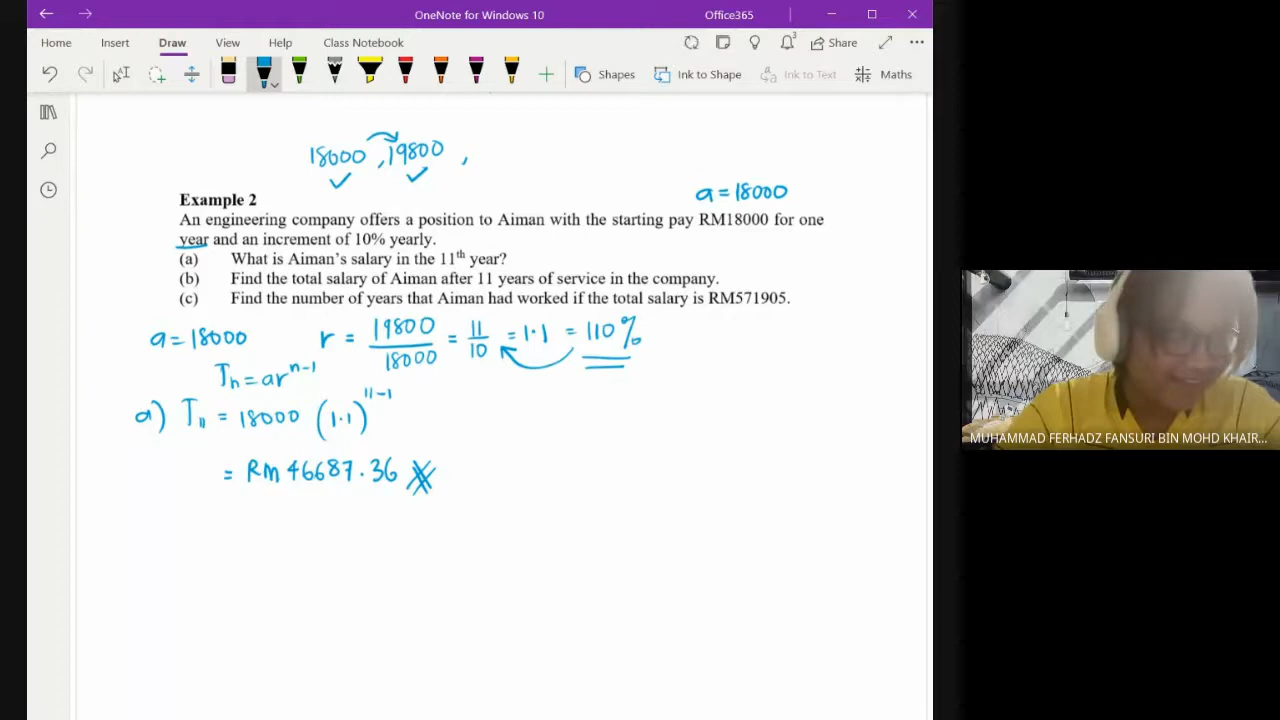 OneNote for Windows 10
Office365
Home Insert Draw View Help Class Notebook
3
Share
Shapes
Ink to Shape
Ink to Text
Maths
18000 , 19800 ,
a = 18000
Example 2
An engineering company offers a position to Aiman with the starting pay RM18000 for one
year and an increment of 10% yearly.
(a) What is Aiman's salary in the 11th year?
(b) Find the total salary of Aiman after 11 years of service in the company.
(c) Find the number of years that Aiman had worked if the total salary is RM571905.
a = 18000 r = 19800/18000 = 11/10 = 1.1 = 110%
Tn = ar^n-1
a) T11 = 18000 (1.1)^11-1
= RM 46687.36
MUHAMMAD FERHADZ FANSURI BIN MOHD KHAIR...